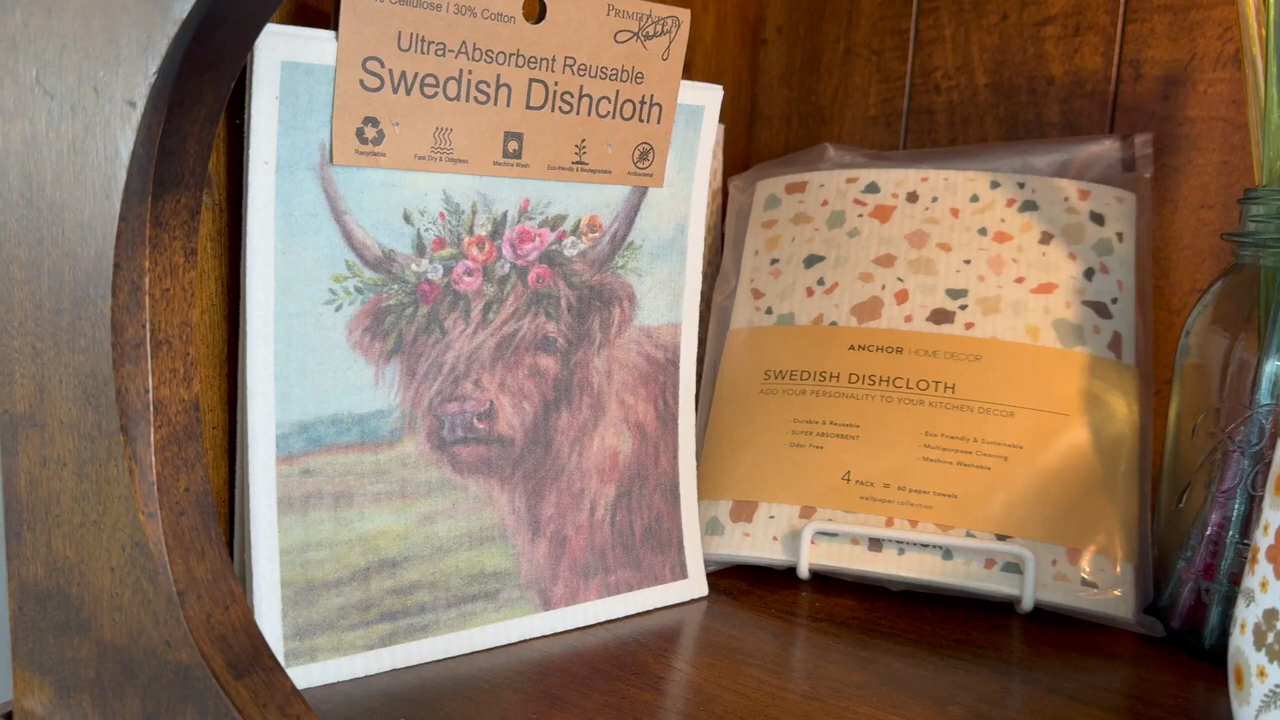 Cellulose | 30% Cotton
PRIMITIVES BY
Kathy
Ultra-Absorbent Reusable
Swedish Dishcloth
Recyclable
Fast Dry & Odorless
Machine Wash
Eco-friendly & Biodegradable
Antibacterial
ANCHOR HOME DECOR
SWEDISH DISHCLOTH
ADD YOUR PERSONALITY TO YOUR KITCHEN DECOR
- Durable & Reusable
- SUPER ABSORBENT
- Odor Free
- Eco Friendly & Sustainable
- Multipurpose Cleaning
- Machine Washable
4 PACK = 60 paper towels
wallpaper collection